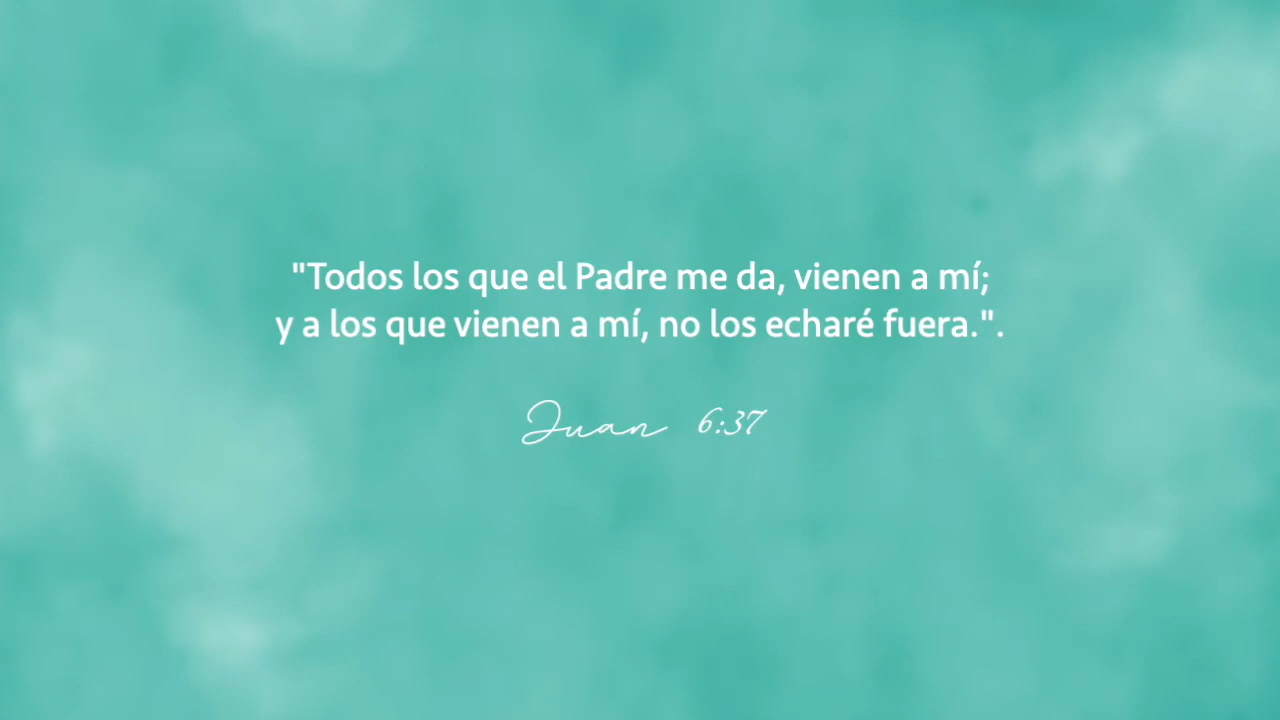 "Todos los que el Padre me da, vienen a mí;
y a los que vienen a mí, no los echaré fuera.".
Juan 6:37